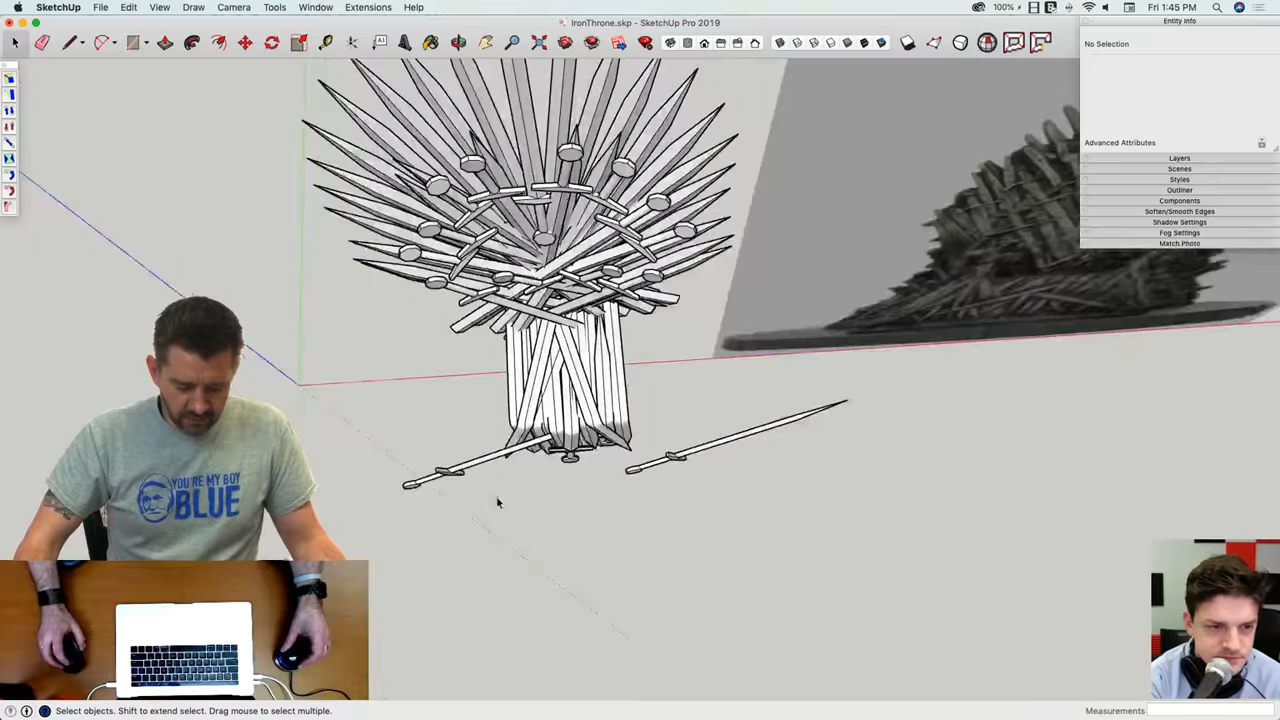 SketchUp File Edit View Draw Camera Tools Window Extensions Help 100% Fri 1:45 PM
IronThrone.skp - SketchUp Pro 2019
Entity Info
No Selection
Advanced Attributes
Layers
Scenes
Styles
Outliner
Components
Soften/Smooth Edges
Shadow Settings
Fog Settings
Match Photo
YOU'RE MY BOY
BLUE
Select objects. Shift to extend select. Drag mouse to select multiple.
Measurements